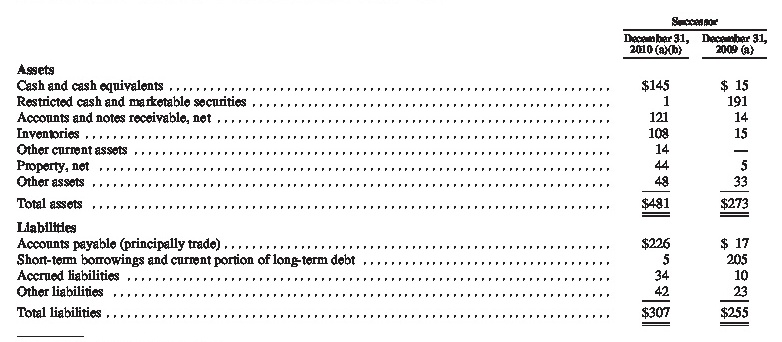 Successor
December 31, December 31,
2010 (a)(b) 2009 (a)
Assets
Cash and cash equivalents . . . . . . . . . . . . . . . . . . . . $145 $ 15
Restricted cash and marketable securities . . . . . . . . . . . . . . . . . . . . 1 191
Accounts and notes receivable, net . . . . . . . . . . . . . . . . . . . . 121 14
Inventories . . . . . . . . . . . . . . . . . . . . 108 15
Other current assets . . . . . . . . . . . . . . . . . . . . 14 —
Property, net . . . . . . . . . . . . . . . . . . . . 44 5
Other assets . . . . . . . . . . . . . . . . . . . . 48 33
Total assets . . . . . . . . . . . . . . . . . . . . $481 $273
Liabilities
Accounts payable (principally trade) . . . . . . . . . . . . . . . . . . . . $226 $ 17
Short-term borrowings and current portion of long-term debt . . . . . . . . . . . . . . . . . . . . 5 205
Accrued liabilities . . . . . . . . . . . . . . . . . . . . 34 10
Other liabilities . . . . . . . . . . . . . . . . . . . . 42 23
Total liabilities . . . . . . . . . . . . . . . . . . . . $307 $255